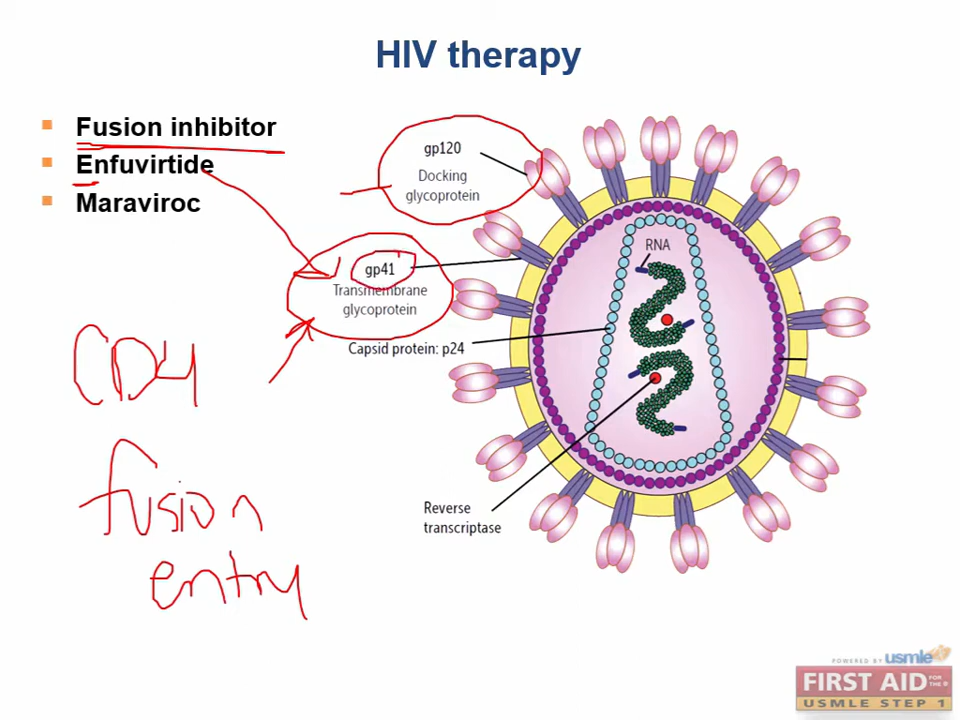 HIV therapy
Fusion inhibitor
Enfuvirtide
Maraviroc
gp120
Docking
glycoprotein
gp41
Transmembrane
glycoprotein
Capsid protein: p24
RNA
Reverse
transcriptase
CD4
fusion
entry
POWERED BY usmle
FIRST AID FOR THE®
USMLE STEP 1